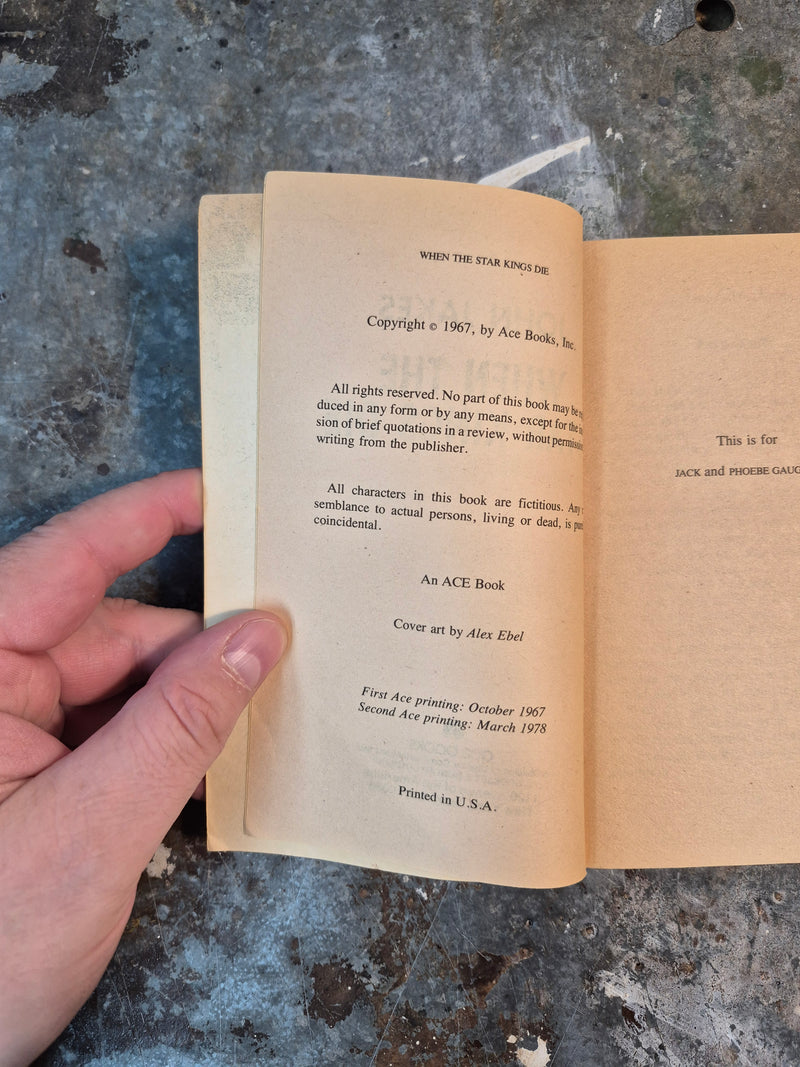 WHEN THE STAR KINGS DIE
Copyright © 1967, by Ace Books, Inc.
All rights reserved. No part of this book may be
duced in any form or by any means, except for the
sion of brief quotations in a review, without
writing from the publisher.
All characters in this book are fictitious. Any
semblance to actual persons, living or dead, is
coincidental.
An ACE Book
Cover art by Alex Ebel
First Ace printing: October 1967
Second Ace printing: March 1978
Printed in U.S.A.
This is for
JACK and PHOEBE